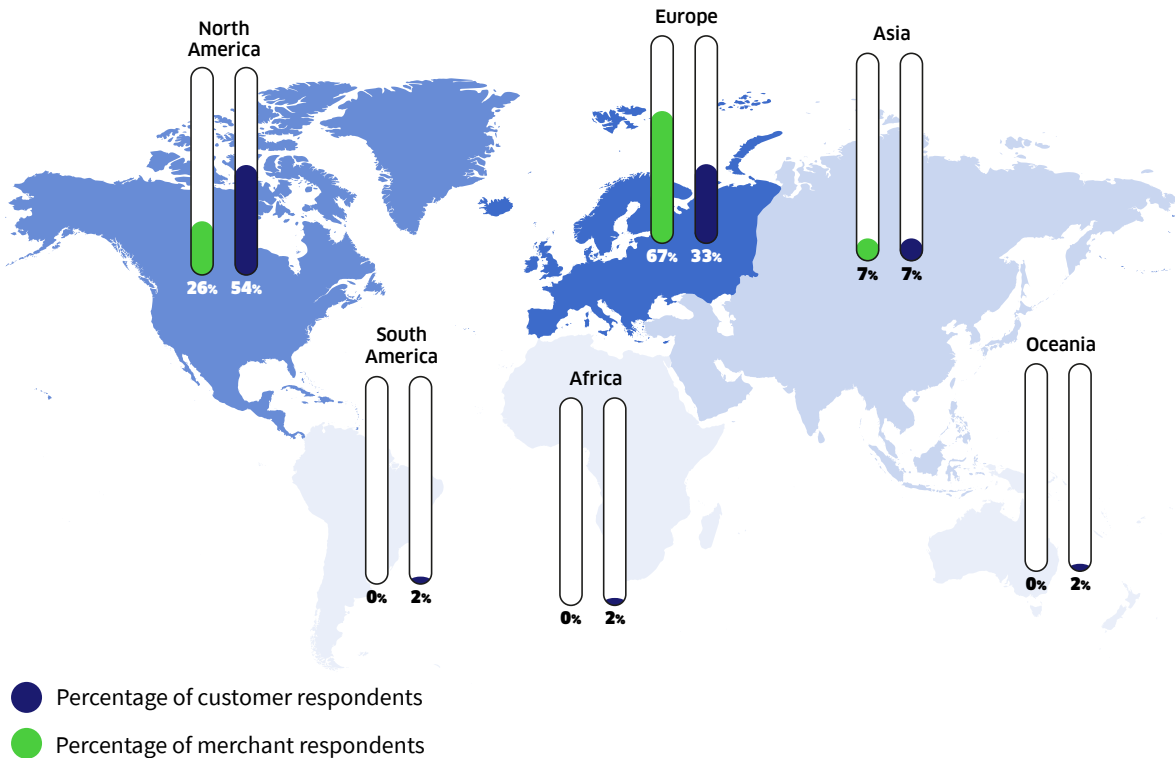 North
America
26% 54%
Europe
67% 33%
Asia
7% 7%
South
America
0% 2%
Africa
0% 2%
Oceania
0% 2%
Percentage of customer respondents
Percentage of merchant respondents